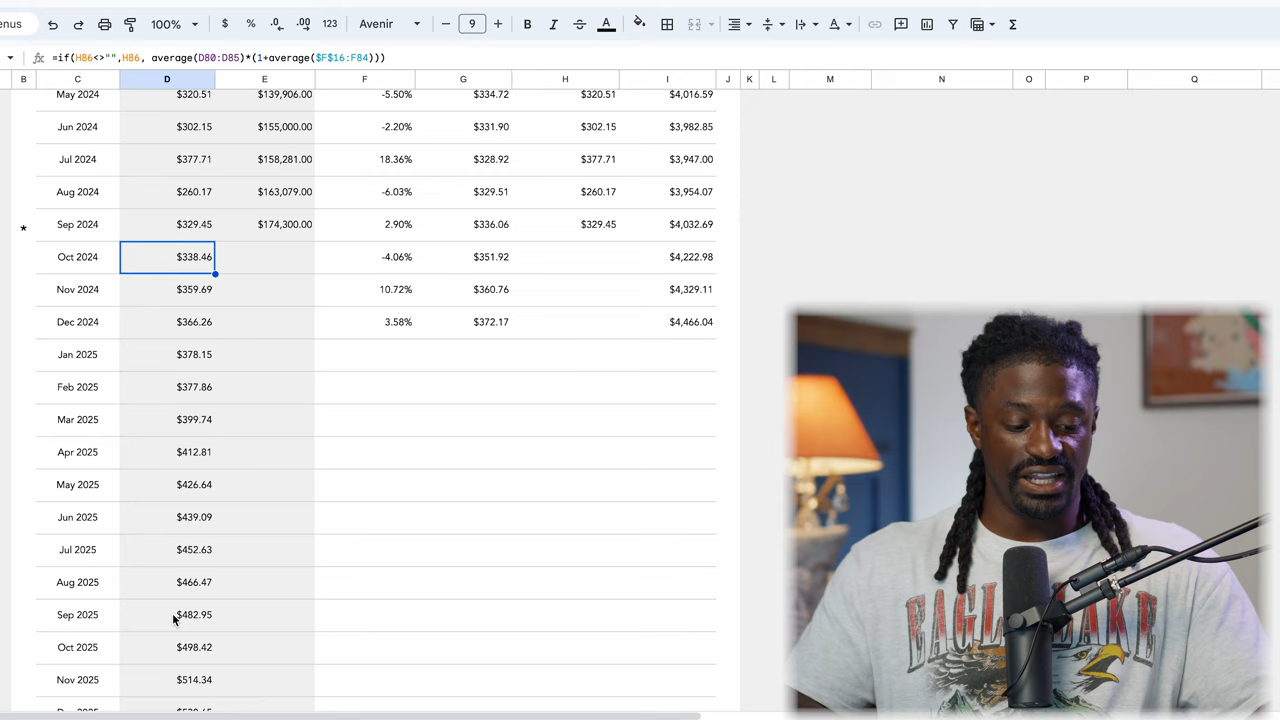 enus 100% $ % .0 .00 123 Avenir − 9 + B I S A Σ
fx =if(H86<>"",H86, average(D80:D85)*(1+average($F$16:F84)))
B C D E F G H I J K L M N O P Q
May 2024 $320.51 $139,906.00 -5.50% $334.72 $320.51 $4,016.59
Jun 2024 $302.15 $155,000.00 -2.20% $331.90 $302.15 $3,982.85
Jul 2024 $377.71 $158,281.00 18.36% $328.92 $377.71 $3,947.00
Aug 2024 $260.17 $163,079.00 -6.03% $329.51 $260.17 $3,954.07
* Sep 2024 $329.45 $174,300.00 2.90% $336.06 $329.45 $4,032.69
Oct 2024 $338.46 -4.06% $351.92 $4,222.98
Nov 2024 $359.69 10.72% $360.76 $4,329.11
Dec 2024 $366.26 3.58% $372.17 $4,466.04
Jan 2025 $378.15
Feb 2025 $377.86
Mar 2025 $399.74
Apr 2025 $412.81
May 2025 $426.64
Jun 2025 $439.09
Jul 2025 $452.63
Aug 2025 $466.47
Sep 2025 $482.95
Oct 2025 $498.42
Nov 2025 $514.34
EAGLE LAKE